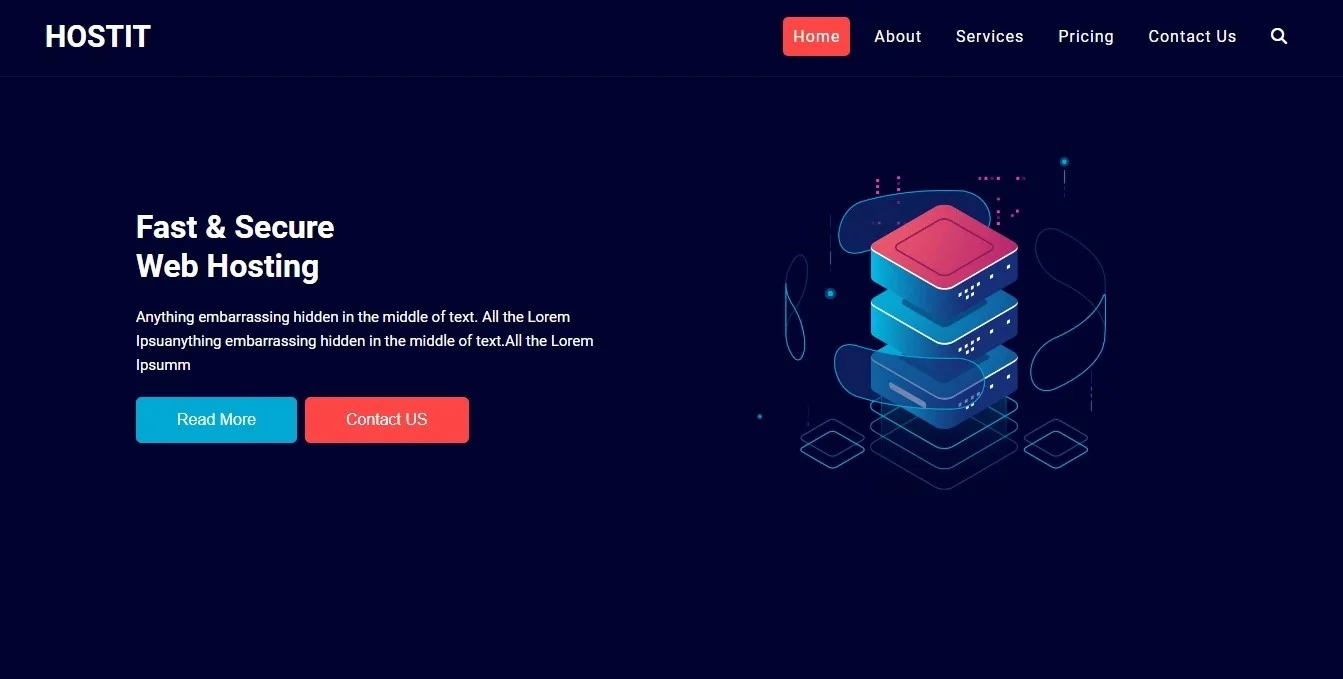 HOSTIT
Home About Services Pricing Contact Us
Fast & Secure
Web Hosting
Anything embarrassing hidden in the middle of text. All the Lorem
Ipsuanything embarrassing hidden in the middle of text.All the Lorem
Ipsumm
Read More Contact US